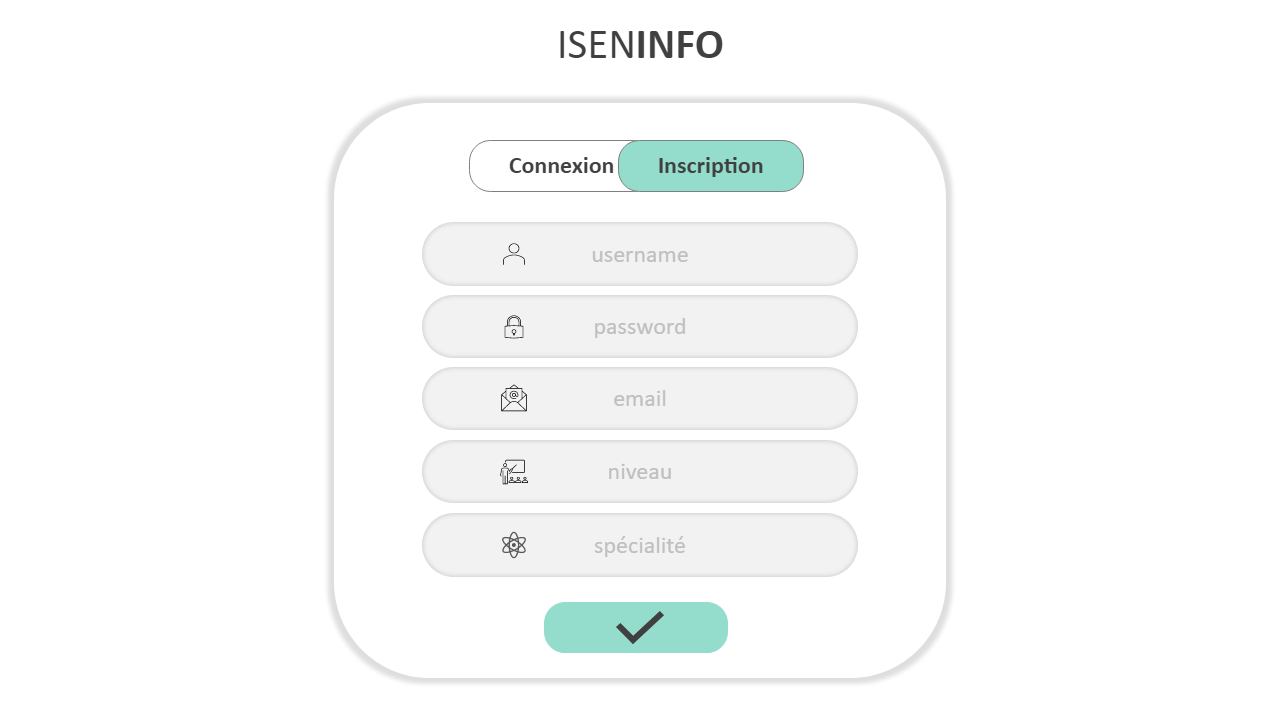 ISENINFO
Connexion Inscription
username
password
email
niveau
spécialité